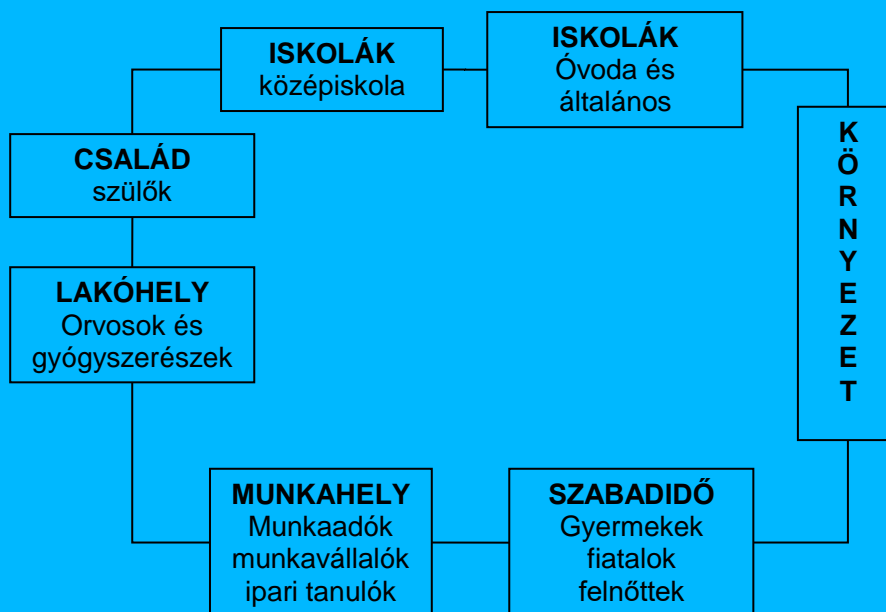 ISKOLÁK
középiskola
ISKOLÁK
Óvoda és
általános
CSALÁD
szülők
K
Ö
R
N
Y
E
Z
E
T
LAKÓHELY
Orvosok és
gyógyszerészek
MUNKAHELY
Munkaadók
munkavállalók
ipari tanulók
SZABADIDŐ
Gyermekek
fiatalok
felnőttek